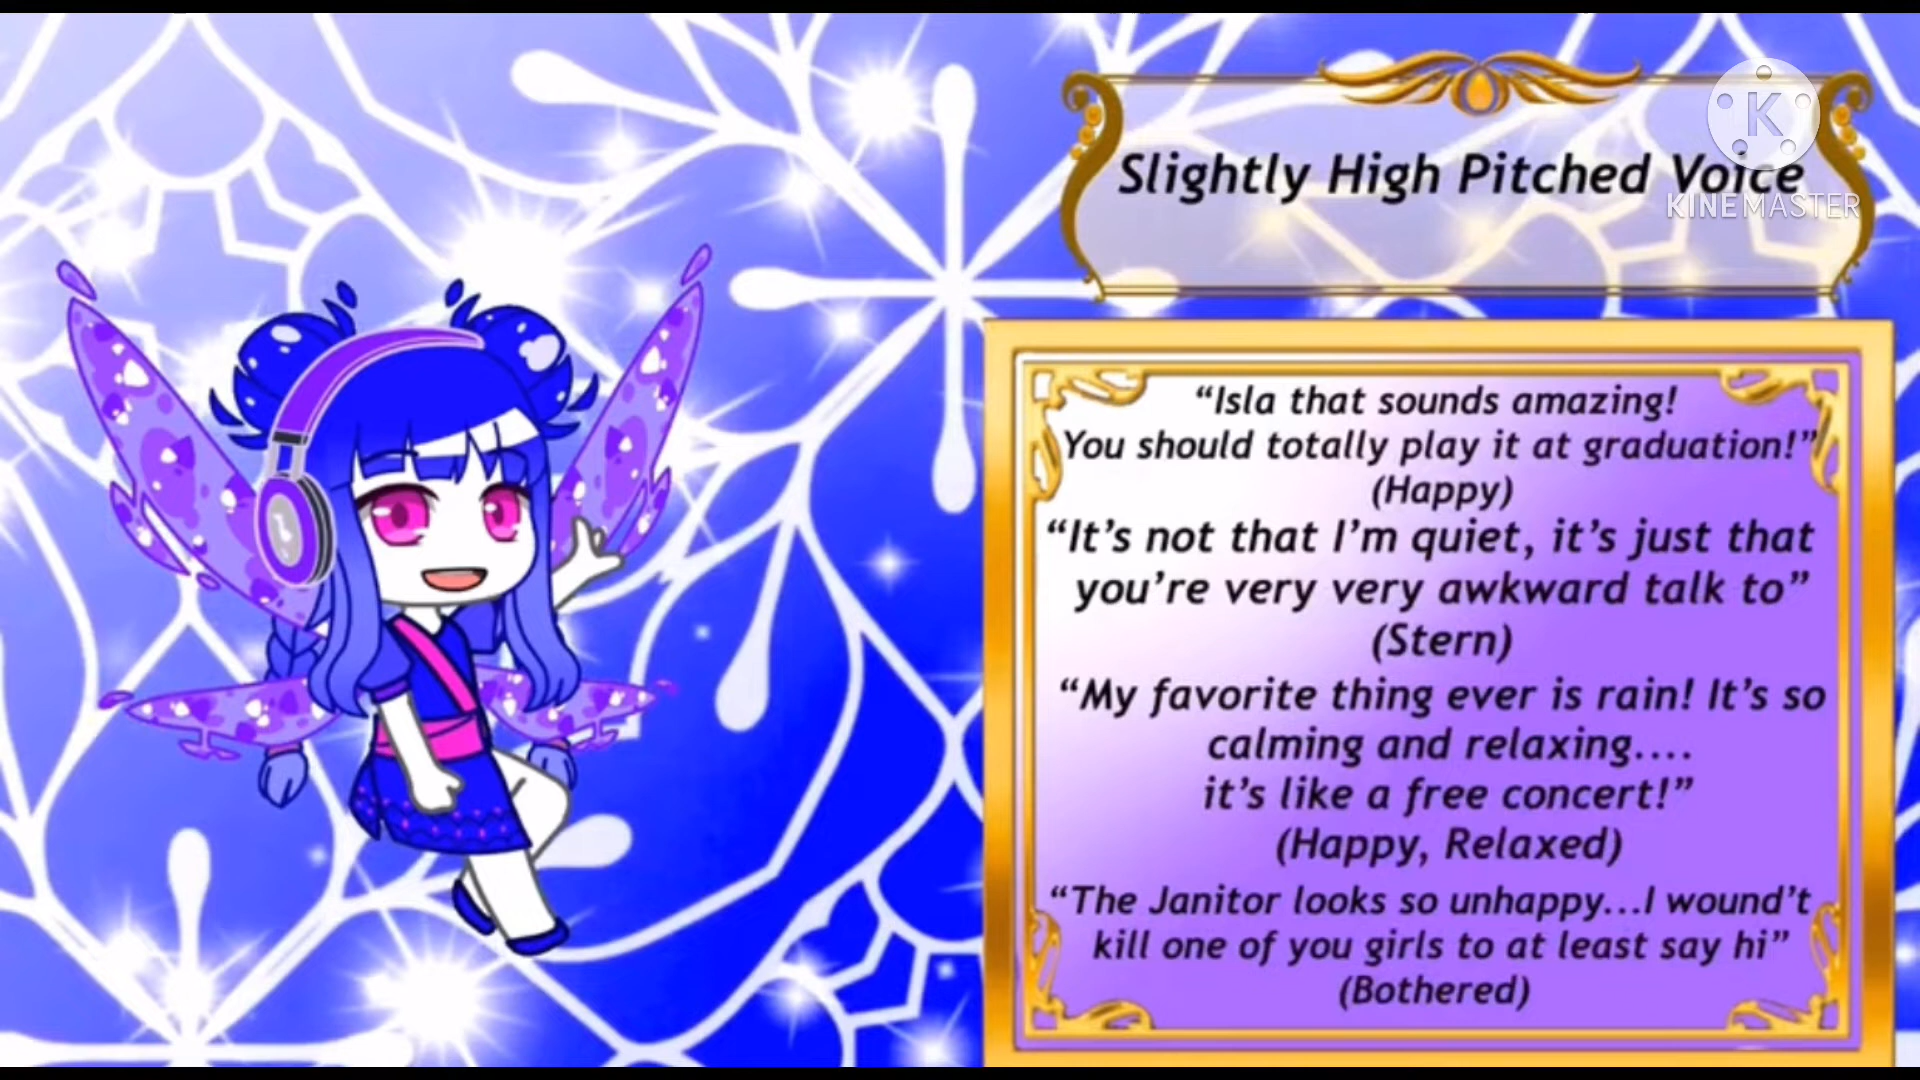 Slightly High Pitched Voice
K
KINEMASTER
“Isla that sounds amazing!
You should totally play it at graduation!”
(Happy)
“It’s not that I’m quiet, it’s just that
you’re very very awkward talk to”
(Stern)
“My favorite thing ever is rain! It’s so
calming and relaxing....
it’s like a free concert!”
(Happy, Relaxed)
“The Janitor looks so unhappy...I wound’t
kill one of you girls to at least say hi”
(Bothered)